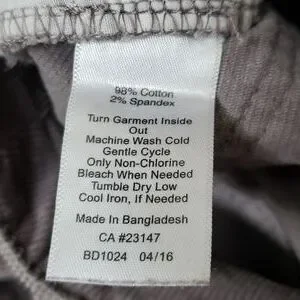 98% Cotton
2% Spandex
Turn Garment Inside
Out
Machine Wash Cold
Gentle Cycle
Only Non-Chlorine
Bleach When Needed
Tumble Dry Low
Cool Iron, If Needed
Made In Bangladesh
CA #23147
BD1024 04/16